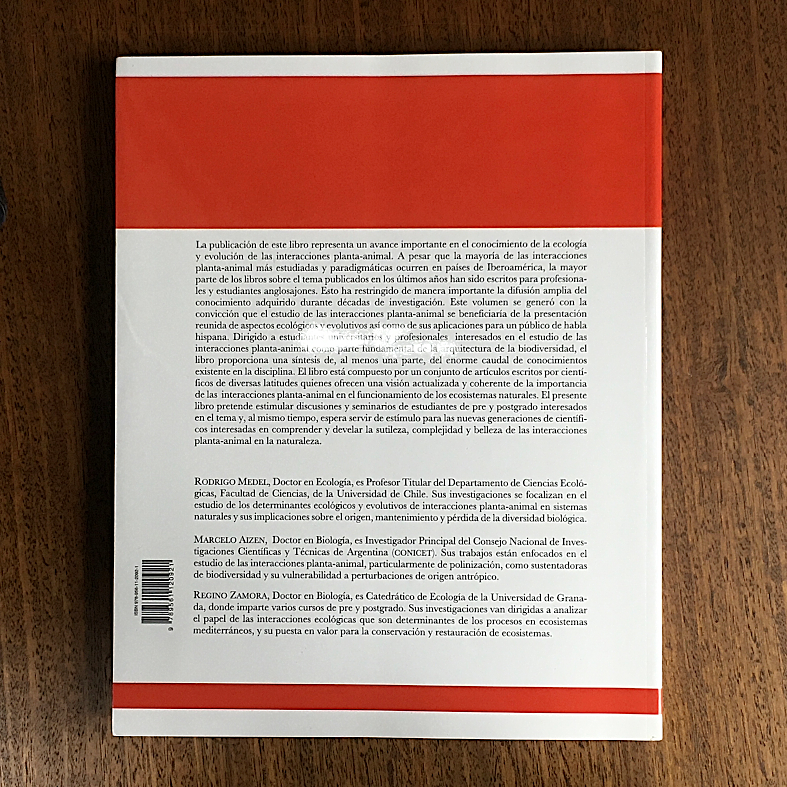 La publicación de este libro representa un avance importante en el conocimiento de la ecología
y evolución de las interacciones planta-animal. A pesar que la mayoría de las interacciones
planta-animal más estudiadas y paradigmáticas ocurren en países de Iberoamérica, la mayor
parte de los libros sobre el tema publicados en los últimos años han sido escritos para profesiona-
les y estudiantes anglosajones. Esto ha restringido de manera importante la difusión amplia del
conocimiento adquirido durante décadas de investigación. Este volumen se generó con la
convicción que el estudio de las interacciones planta-animal se beneficiaría de la presentación
reunida de aspectos ecológicos y evolutivos así como de sus aplicaciones para un público de habla
hispana. Dirigido a estudiantes universitarios y profesionales interesados en el estudio de las
interacciones planta-animal como parte fundamental de la arquitectura de la biodiversidad, el
libro proporciona una síntesis de, al menos una parte, del enorme caudal de conocimientos
existente en la disciplina. El libro está compuesto por un conjunto de artículos escritos por cientí-
ficos de diversas latitudes quienes ofrecen una visión actualizada y coherente de la importancia
de las interacciones planta-animal en el funcionamiento de los ecosistemas naturales. El presente
libro pretende estimular discusiones y seminarios de estudiantes de pre y postgrado interesados
en el tema y, al mismo tiempo, espera servir de estímulo para las nuevas generaciones de científi-
cos interesadas en comprender y develar la sutileza, complejidad y belleza de las interacciones
planta-animal en la naturaleza.
RODRIGO MEDEL, Doctor en Ecología, es Profesor Titular del Departamento de Ciencias Ecoló-
gicas, Facultad de Ciencias, de la Universidad de Chile. Sus investigaciones se focalizan en el
estudio de los determinantes ecológicos y evolutivos de interacciones planta-animal en sistemas
naturales y sus implicaciones sobre el origen, mantenimiento y pérdida de la diversidad biológica.
MARCELO AIZEN, Doctor en Biología, es Investigador Principal del Consejo Nacional de Inves-
tigaciones Científicas y Técnicas de Argentina (CONICET). Sus trabajos están enfocados en el
estudio de las interacciones planta-animal, particularmente de polinización, como sustentadoras
de biodiversidad y su vulnerabilidad a perturbaciones de origen antrópico.
REGINO ZAMORA, Doctor en Biología, es Catedrático de Ecología de la Universidad de Grana-
da, donde imparte varios cursos de pre y postgrado. Sus investigaciones van dirigidas a analizar
el papel de las interacciones ecológicas que son determinantes de los procesos en ecosistemas
mediterráneos, y su puesta en valor para la conservación y restauración de ecosistemas.
ISBN 978-956-11-2092-1
9 789561 120921